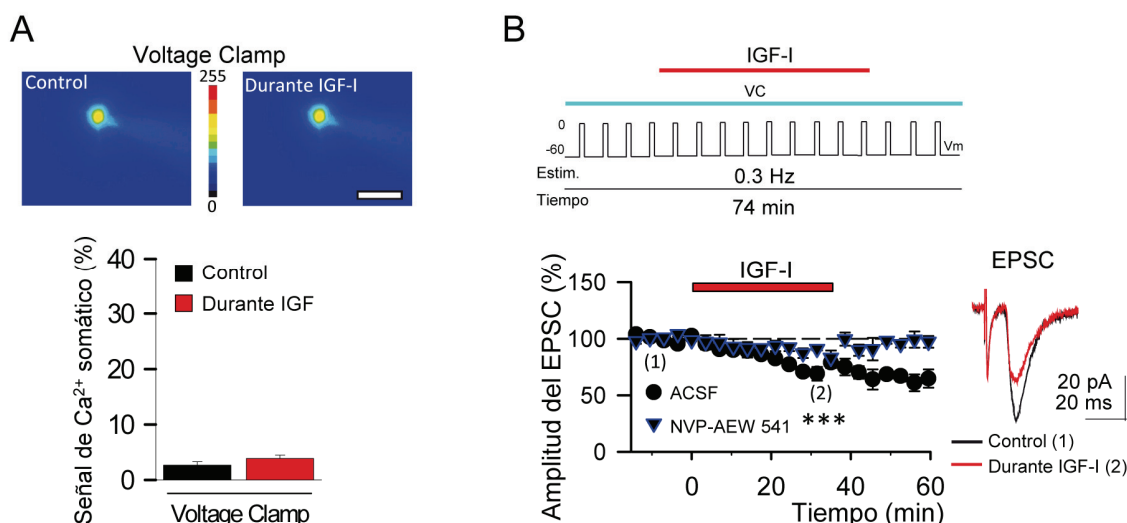 A
Voltage Clamp
Control
255
0
Durante IGF-I
Señal de Ca²⁺ somático (%)
40
30
20
10
0
Control
Durante IGF
Voltage Clamp
B
IGF-I
VC
0
-60
Vm
Estim.
0.3 Hz
Tiempo
74 min
Amplitud del EPSC (%)
150
100
50
0
IGF-I
(1)
(2)
ACSF
NVP-AEW 541
***
0
20
40
60
Tiempo (min)
EPSC
20 pA
20 ms
Control (1)
Durante IGF-I (2)